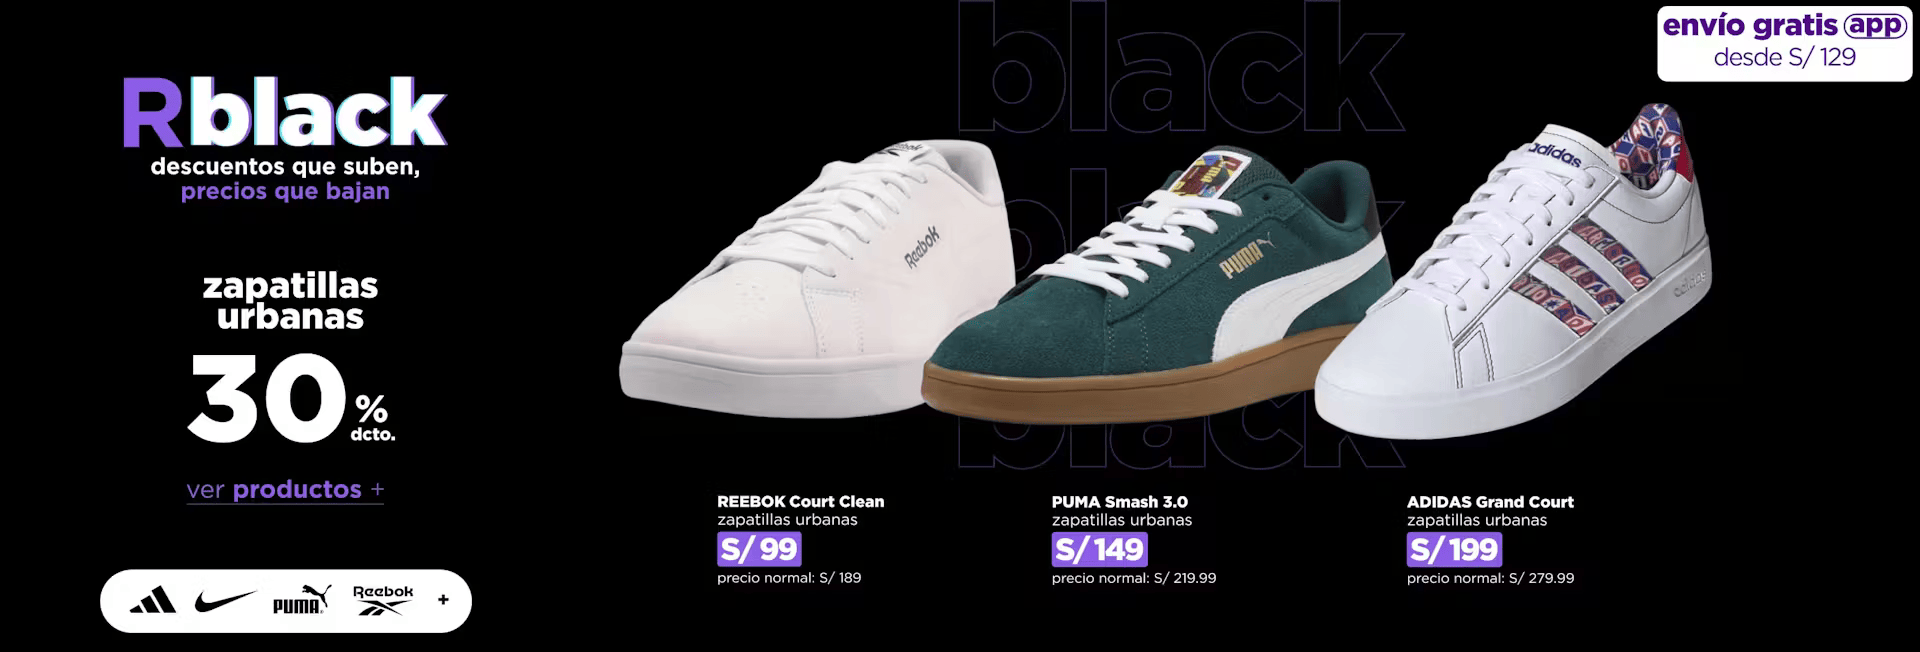 Rblack
descuentos que suben,
precios que bajan
zapatillas
urbanas
30%
dcto.
ver productos +
PUMA
Reebok
+
black
black
black
envío gratis app
desde S/ 129
Reebok
Reebok
PUMA
PUMA
adidas
adidas
REEBOK Court Clean
zapatillas urbanas
S/ 99
precio normal: S/ 189
PUMA Smash 3.0
zapatillas urbanas
S/ 149
precio normal: S/ 219.99
ADIDAS Grand Court
zapatillas urbanas
S/ 199
precio normal: S/ 279.99